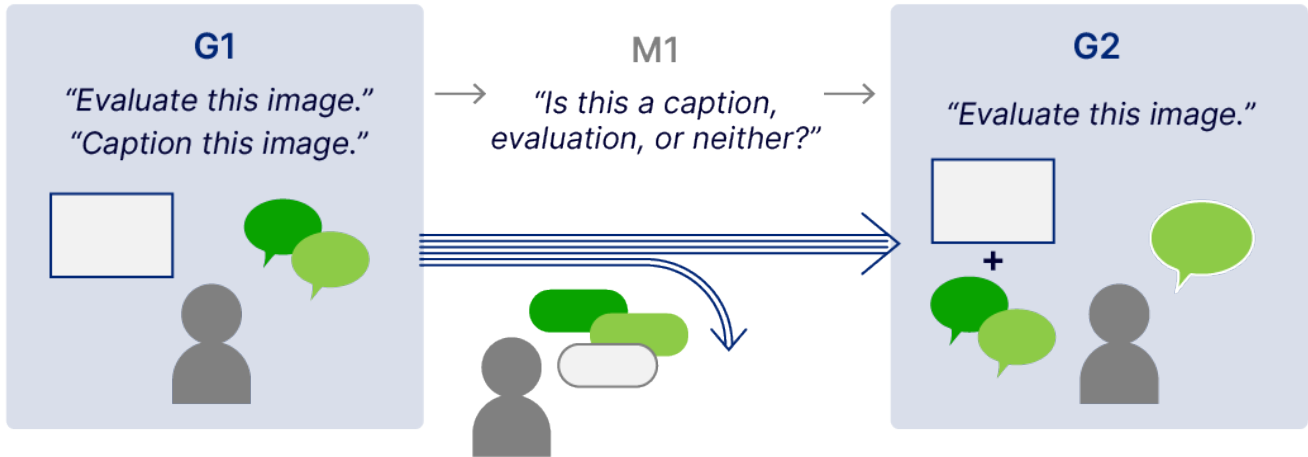 G1
“Evaluate this image.”
“Caption this image.”
M1
“Is this a caption,
evaluation, or neither?”
G2
“Evaluate this image.”
+